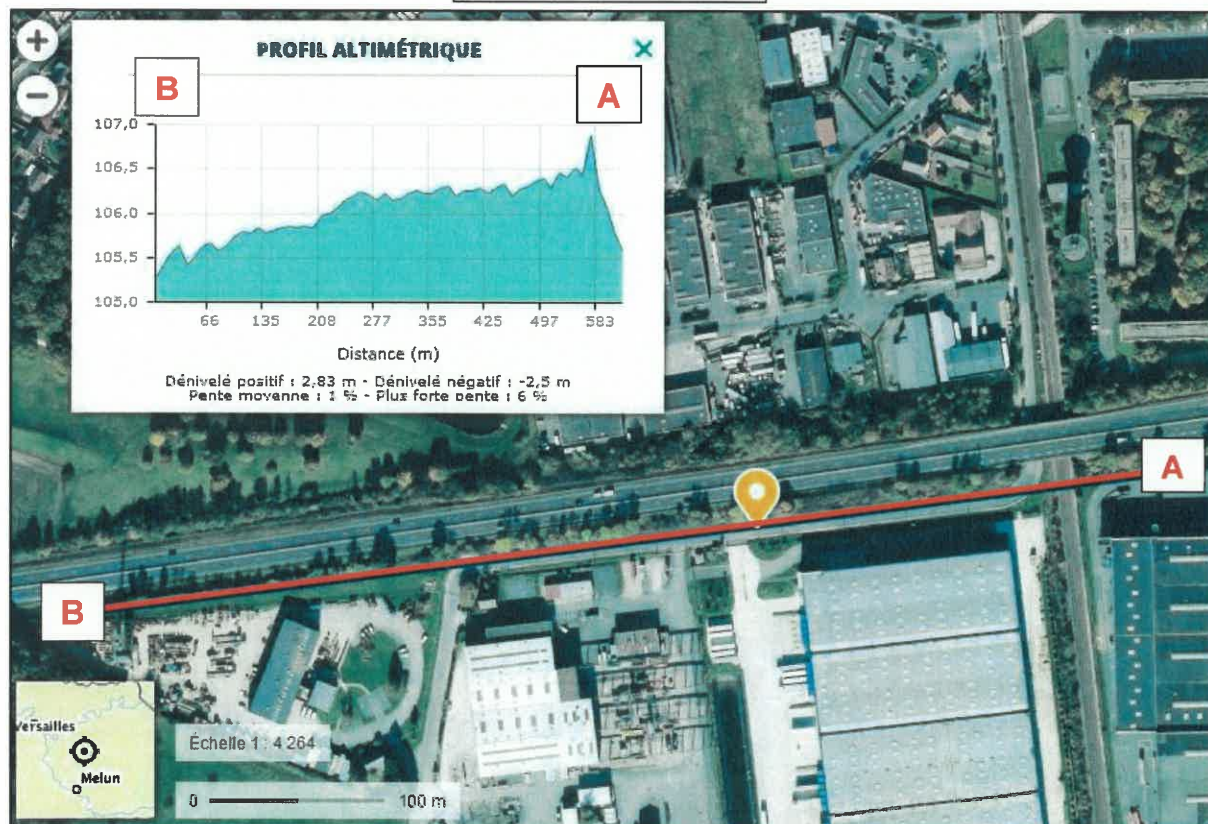 +
−
PROFIL ALTIMÉTRIQUE
×
B
A
107,0
106,5
106,0
105,5
105,0
66 135 208 277 355 425 497 583
Distance (m)
Dénivelé positif : 2,83 m - Dénivelé négatif : -2,5 m
Pente moyenne : 1 % - Plus forte pente : 6 %
A
B
Versailles
Melun
Échelle 1 : 4 264
0 100 m